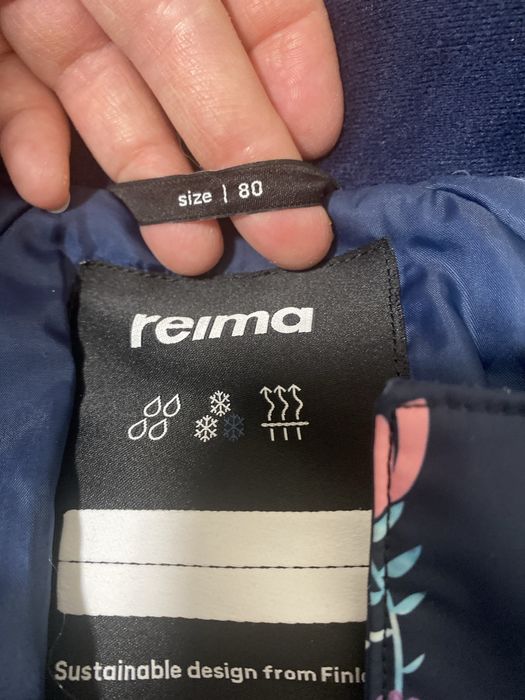 size | 80
reima
Sustainable design from Finl